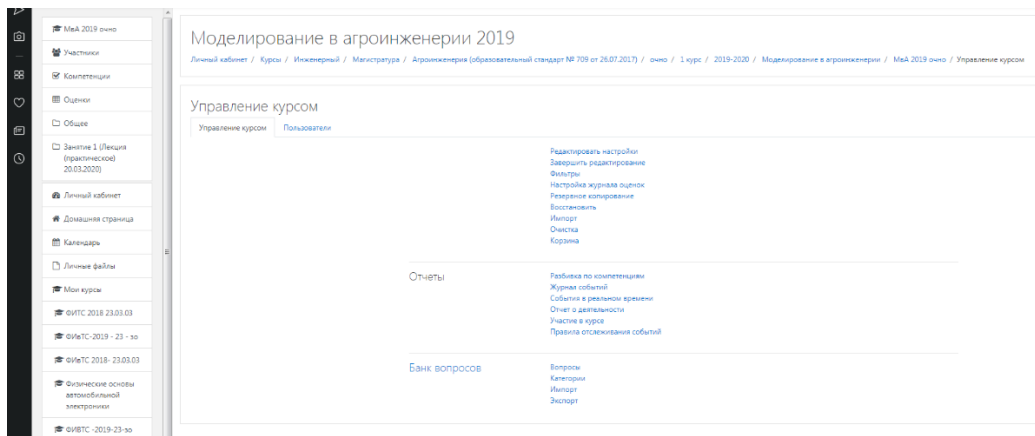 МвА 2019 очно
Участники
Компетенции
Оценки
Общее
Занятие 1 (Лекция
(практическое)
20.03.2020)
Личный кабинет
Домашняя страница
Календарь
Личные файлы
Мои курсы
ФИТС 2018 23.03.03
ФИвТС-2019 - 23 - зо
ФИвТС 2018- 23.03.03
Физические основы
автомобильной
электроники
ФИВТС -2019-23-зо
Моделирование в агроинженерии 2019
Личный кабинет / Курсы / Инженерный / Магистратура / Агроинженерия (образовательный стандарт № 709 от 26.07.2017) / очно / 1 курс / 2019-2020 / Моделирование в агроинженерии / МвА 2019 очно / Управление курсом
Управление курсом
Управление курсом Пользователи
Редактировать настройки
Завершить редактирование
Фильтры
Настройка журнала оценок
Резервное копирование
Восстановить
Импорт
Очистка
Корзина
Отчеты
Разбивка по компетенциям
Журнал событий
События в реальном времени
Отчет о деятельности
Участие в курсе
Правила отслеживания событий
Банк вопросов
Вопросы
Категории
Импорт
Экспорт